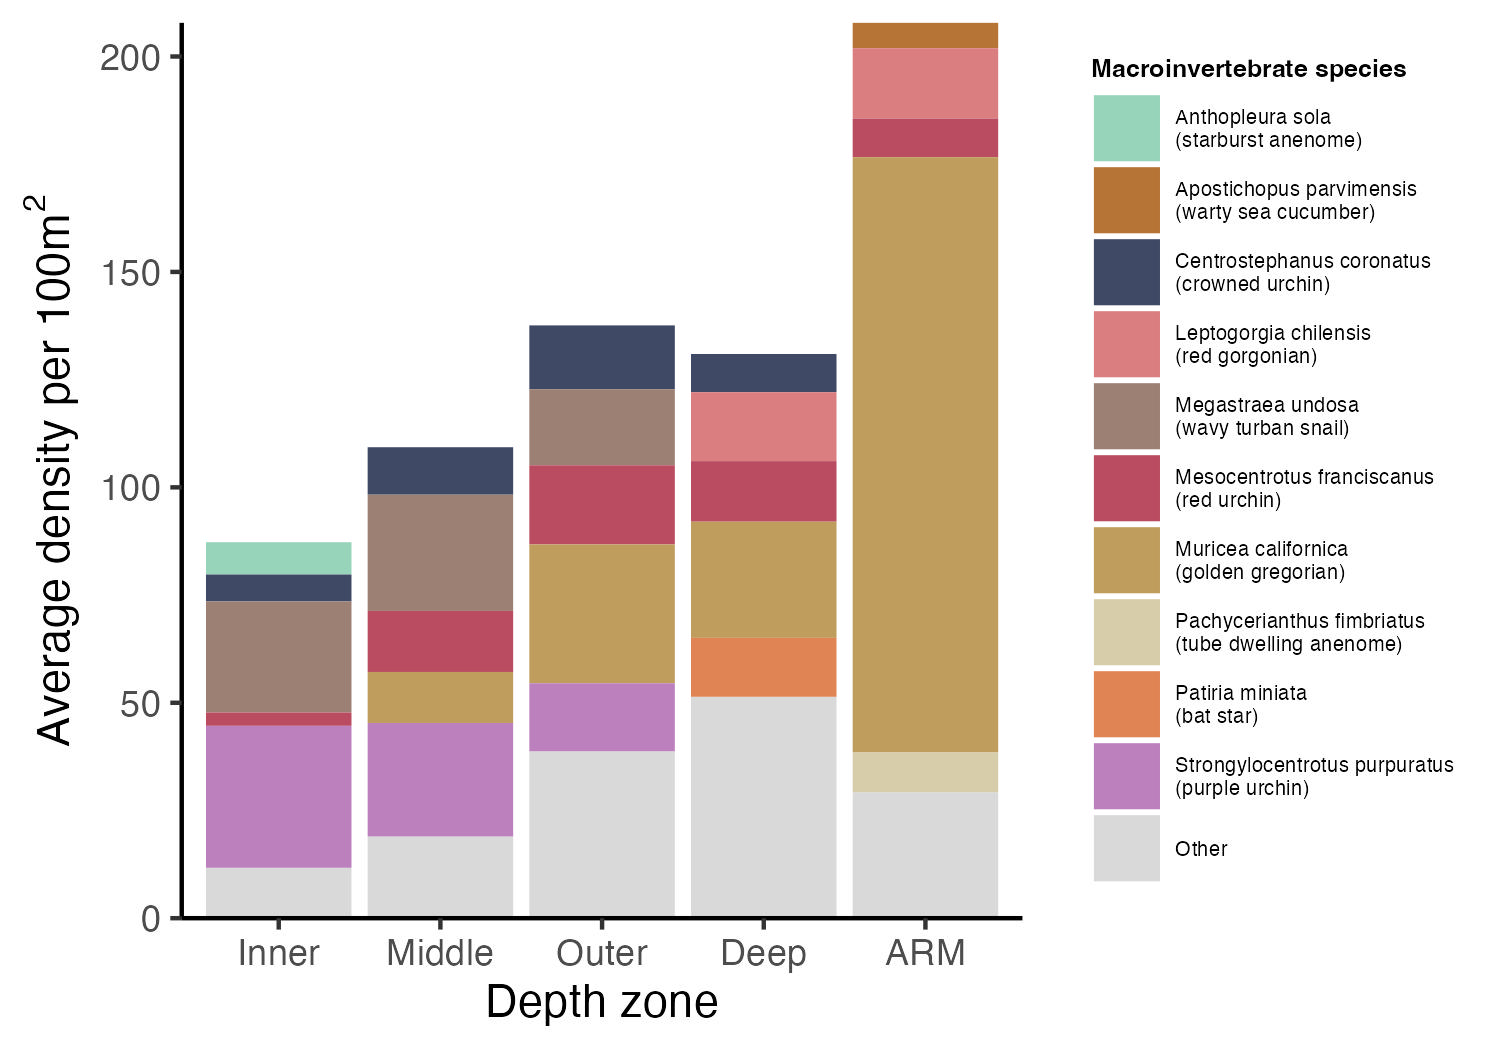 200
150
100
50
0
Average density per 100m²
Inner
Middle
Outer
Deep
ARM
Depth zone
Macroinvertebrate species
Anthopleura sola
(starburst anenome)
Apostichopus parvimensis
(warty sea cucumber)
Centrostephanus coronatus
(crowned urchin)
Leptogorgia chilensis
(red gorgonian)
Megastraea undosa
(wavy turban snail)
Mesocentrotus franciscanus
(red urchin)
Muricea californica
(golden gregorian)
Pachycerianthus fimbriatus
(tube dwelling anenome)
Patiria miniata
(bat star)
Strongylocentrotus purpuratus
(purple urchin)
Other